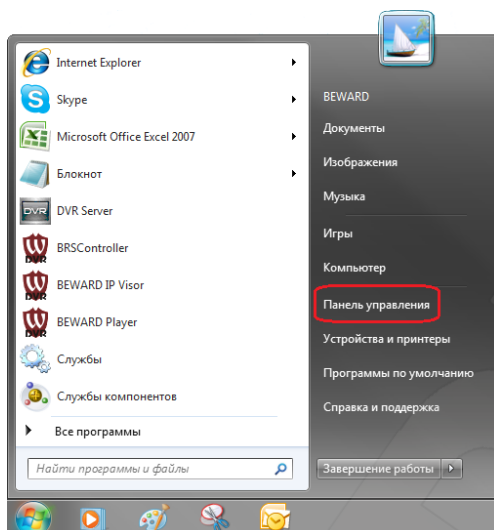 Internet Explorer
Skype
Microsoft Office Excel 2007
Блокнот
DVR DVR Server
BRSController
BEWARD IP Visor
BEWARD Player
Службы
Службы компонентов
Все программы
Найти программы и файлы
BEWARD
Документы
Изображения
Музыка
Игры
Компьютер
Панель управления
Устройства и принтеры
Программы по умолчанию
Справка и поддержка
Завершение работы